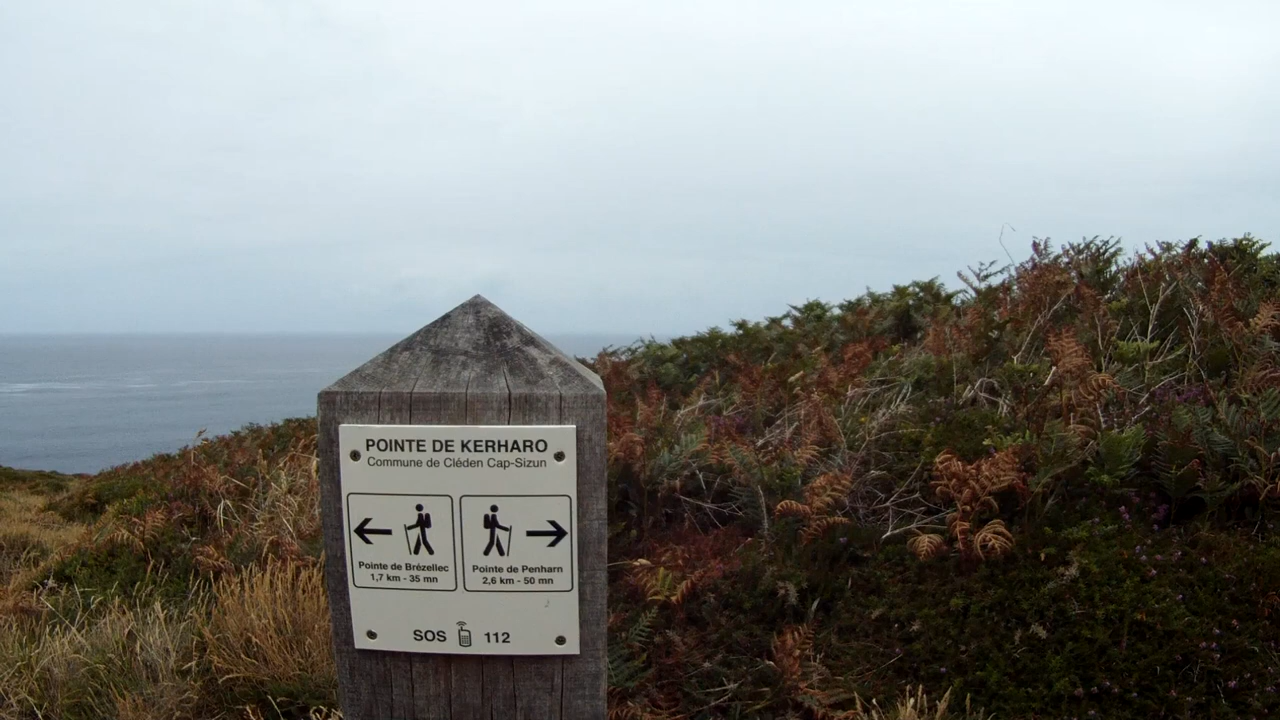 POINTE DE KERHARO
Commune de Cléden Cap-Sizun
Pointe de Brézellec
1,7 km - 35 mn
Pointe de Penharn
2,6 km - 50 mn
SOS 112